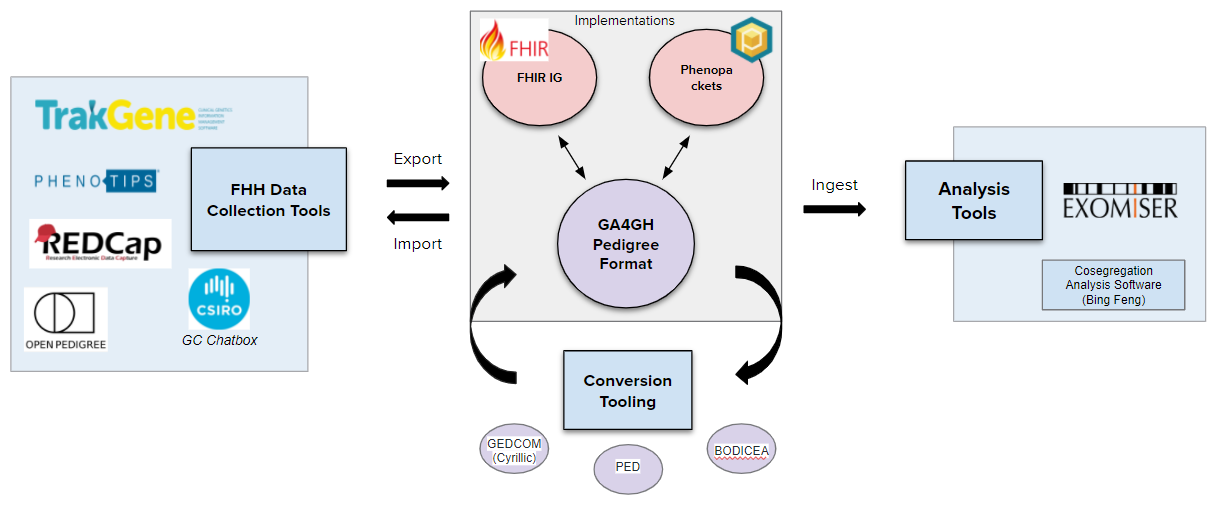 Implementations
FHIR
FHIR IG
Phenopa
ckets
TrakGene
CLINICAL GENETICS
INFORMATION
MANAGEMENT
SOFTWARE
PHENOTIPS
FHH Data
Collection Tools
REDCap
Research Electronic Data Capture
CSIRO
GC Chatbox
OPEN PEDIGREE
Export
Import
GA4GH
Pedigree
Format
Ingest
Analysis
Tools
EXOMISER
Cosegregation
Analysis Software
(Bing Feng)
Conversion
Tooling
GEDCOM
(Cyrillic)
PED
BODICEA